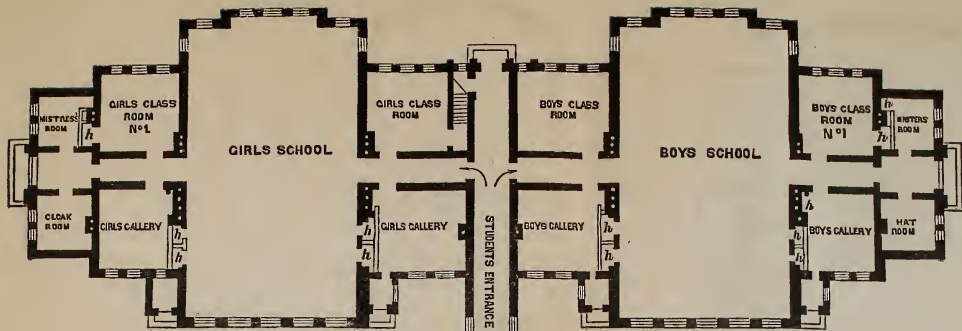 MISTRESS'
ROOM
h
GIRLS CLASS
ROOM
Nº1.
GIRLS SCHOOL
GIRLS CLASS
ROOM
BOYS CLASS
ROOM
BOYS SCHOOL
BOYS CLASS
ROOM
Nº1
h
h
MASTERS'
ROOM
CLOAK
ROOM
GIRLS GALLERY
h
h
h
h
GIRLS GALLERY
STUDENTS ENTRANCE
BOYS GALLERY
h
h
h
h
h
BOYS GALLERY
HAT
ROOM